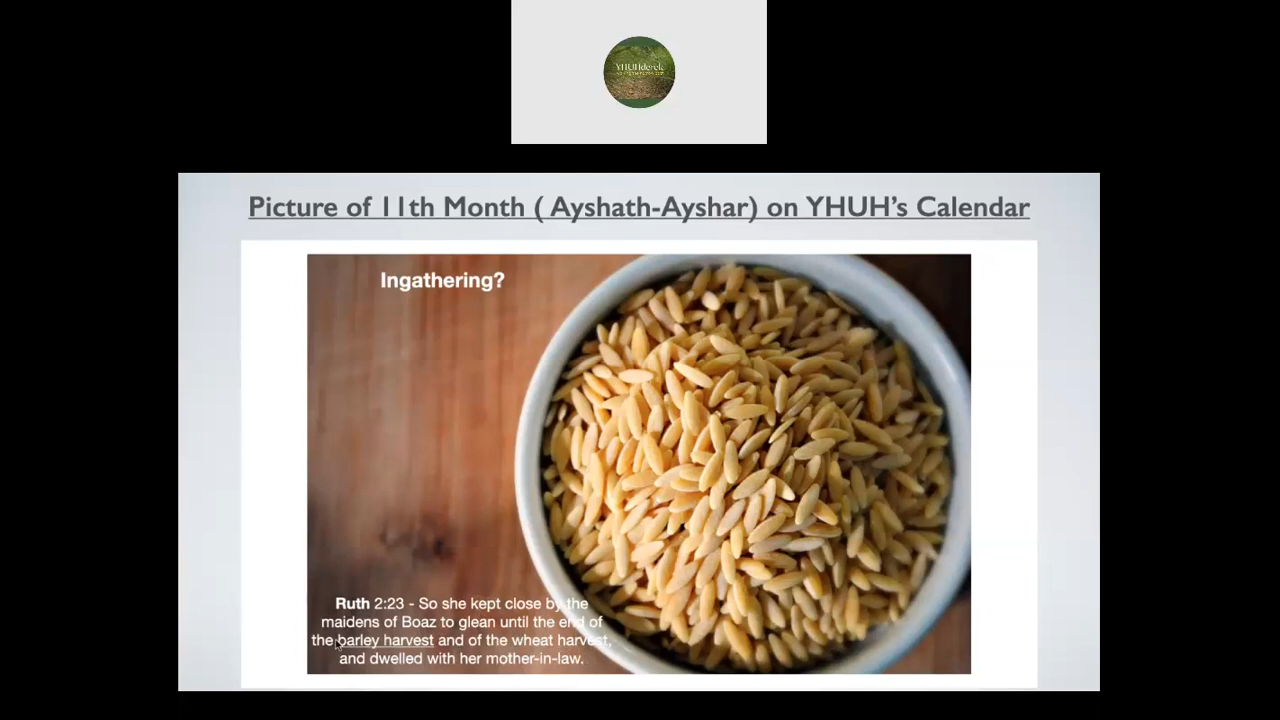 YHUHderek
Picture of 11th Month ( Ayshath-Ayshar) on YHUH’s Calendar
Ingathering?
Ruth 2:23 - So she kept close by the
maidens of Boaz to glean until the end of
the barley harvest and of the wheat harvest,
and dwelled with her mother-in-law.